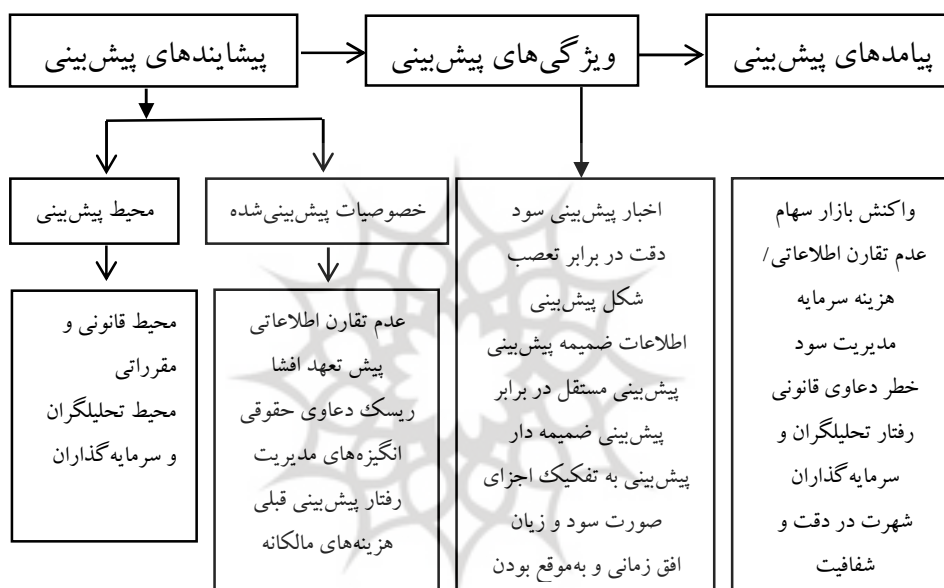 پیشایندهای پیش‌بینی
ویژگی‌های پیش‌بینی
پیامدهای پیش‌بینی
محیط پیش‌بینی
خصوصیات پیش‌بینی‌شده
محیط قانونی و
مقرراتی
محیط تحلیلگران
و سرمایه‌گذاران
عدم تقارن اطلاعاتی
پیش تعهد افشا
ریسک دعاوی حقوقی
انگیزه‌های مدیریت
رفتار پیش‌بینی قبلی
هزینه‌های مالکانه
اخبار پیش‌بینی سود
دقت در برابر تعصب
شکل پیش‌بینی
اطلاعات ضمیمه پیش‌بینی
پیش‌بینی مستقل در برابر
پیش‌بینی ضمیمه دار
پیش‌بینی به تفکیک اجزای
صورت سود و زیان
افق زمانی و به‌موقع بودن
واکنش بازار سهام
عدم تقارن اطلاعاتی/
هزینه سرمایه
مدیریت سود
خطر دعاوی قانونی
رفتار تحلیلگران و
سرمایه‌گذاران
شهرت در دقت و
شفافیت